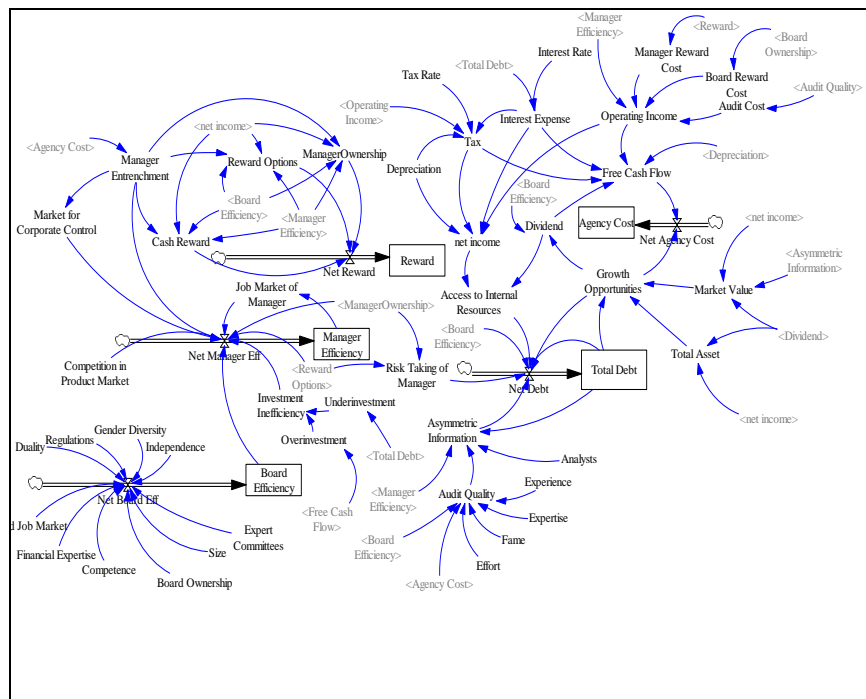 <Manager
Efficiency>
<Reward>
<Board
Ownership>
Interest Rate
Manager Reward
Cost
<Total Debt>
Tax Rate
Board Reward
Cost
<Audit Quality>
<Operating
Income>
Audit Cost
Interest Expense
Operating Income
<net income>
<Agency Cost>
Manager
Entrenchment
Reward Options
ManagerOwnership
Tax
Depreciation
<Depreciation>
Free Cash Flow
<Board
Efficiency>
<Board
Efficiency>
<Manager
Efficiency>
Market for
Corporate Control
Cash Reward
Dividend
Agency Cost
<net income>
net income
Net Agency Cost
Net Reward
Reward
<Asymmetric
Information>
Job Market of
Manager
Access to Internal
Resources
Growth
Opportunities
Market Value
<ManagerOwnership>
<Board
Efficiency>
<Dividend>
Manager
Efficiency
Net Manager Eff
Total Asset
Competition in
Product Market
<Reward
Options>
Risk Taking of
Manager
Net Debt
Total Debt
Investment
Inefficiency
Underinvestment
<net income>
Asymmetric
Information
Overinvestment
Gender Diversity
Regulations
Duality
Independence
<Total Debt>
Analysts
Board
Efficiency
<Manager
Efficiency>
Audit Quality
Experience
Net Board Eff
<Free Cash
Flow>
Expertise
d Job Market
Expert
Committees
Financial Expertise
Size
<Board
Efficiency>
Fame
Effort
Competence
Board Ownership
<Agency Cost>